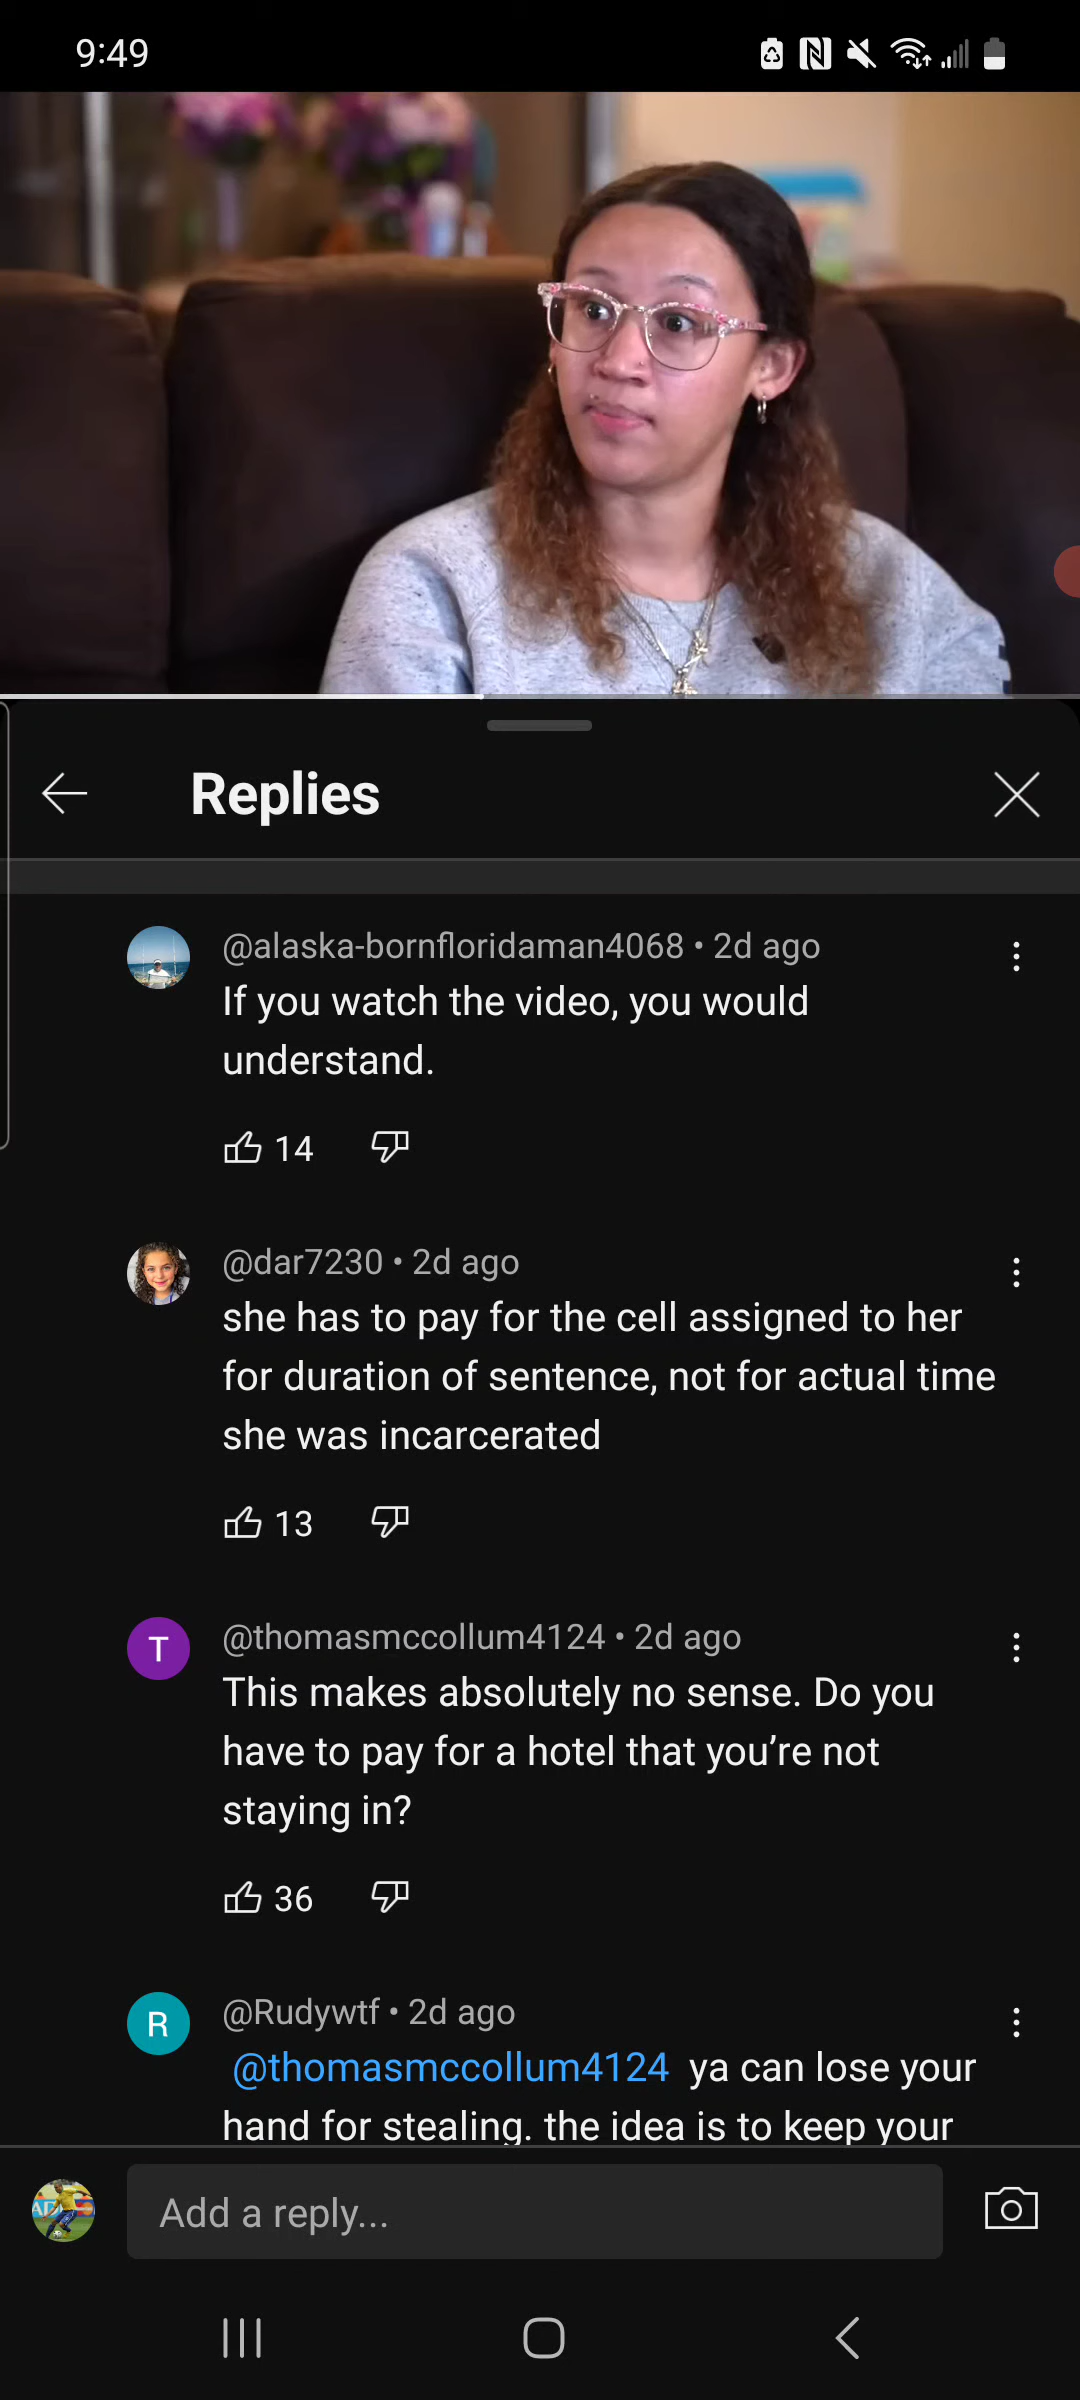 9:49
Replies
@alaska-bornfloridaman4068 • 2d ago
If you watch the video, you would
understand.
14
@dar7230 • 2d ago
she has to pay for the cell assigned to her
for duration of sentence, not for actual time
she was incarcerated
13
T
@thomasmccollum4124 • 2d ago
This makes absolutely no sense. Do you
have to pay for a hotel that you’re not
staying in?
36
R
@Rudywtf • 2d ago
@thomasmccollum4124 ya can lose your
hand for stealing. the idea is to keep your
Add a reply...